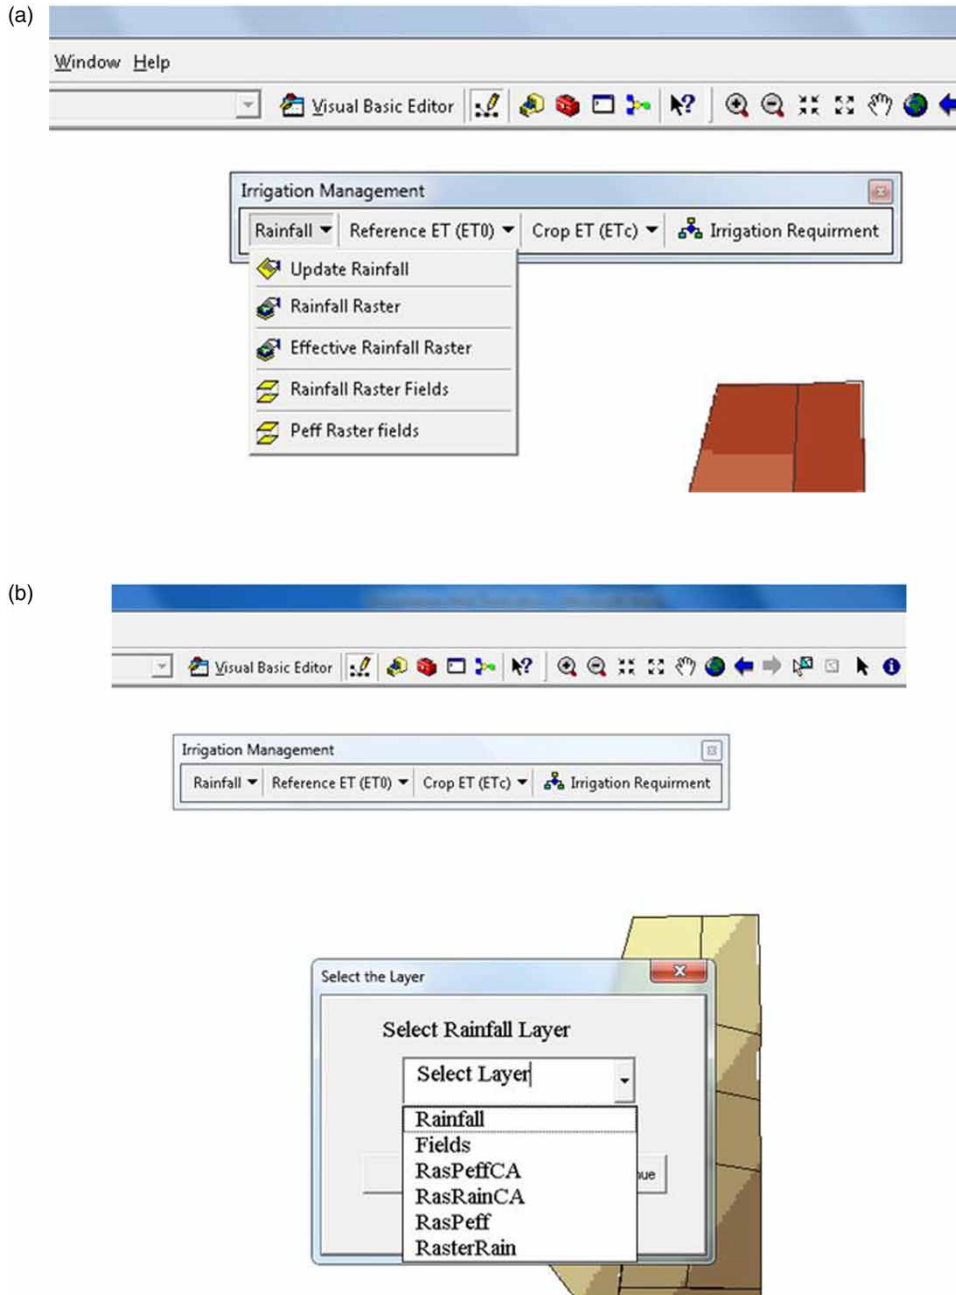 (a)
Window Help
Visual Basic Editor
Irrigation Management
Rainfall Reference ET (ET0) Crop ET (ETc) Irrigation Requirment
Update Rainfall
Rainfall Raster
Effective Rainfall Raster
Rainfall Raster Fields
Peff Raster fields
(b)
Visual Basic Editor
Irrigation Management
Rainfall Reference ET (ET0) Crop ET (ETc) Irrigation Requirment
Select the Layer
Select Rainfall Layer
Select Layer
Rainfall
Fields
RasPeffCA
nue
RasRainCA
RasPeff
RasterRain